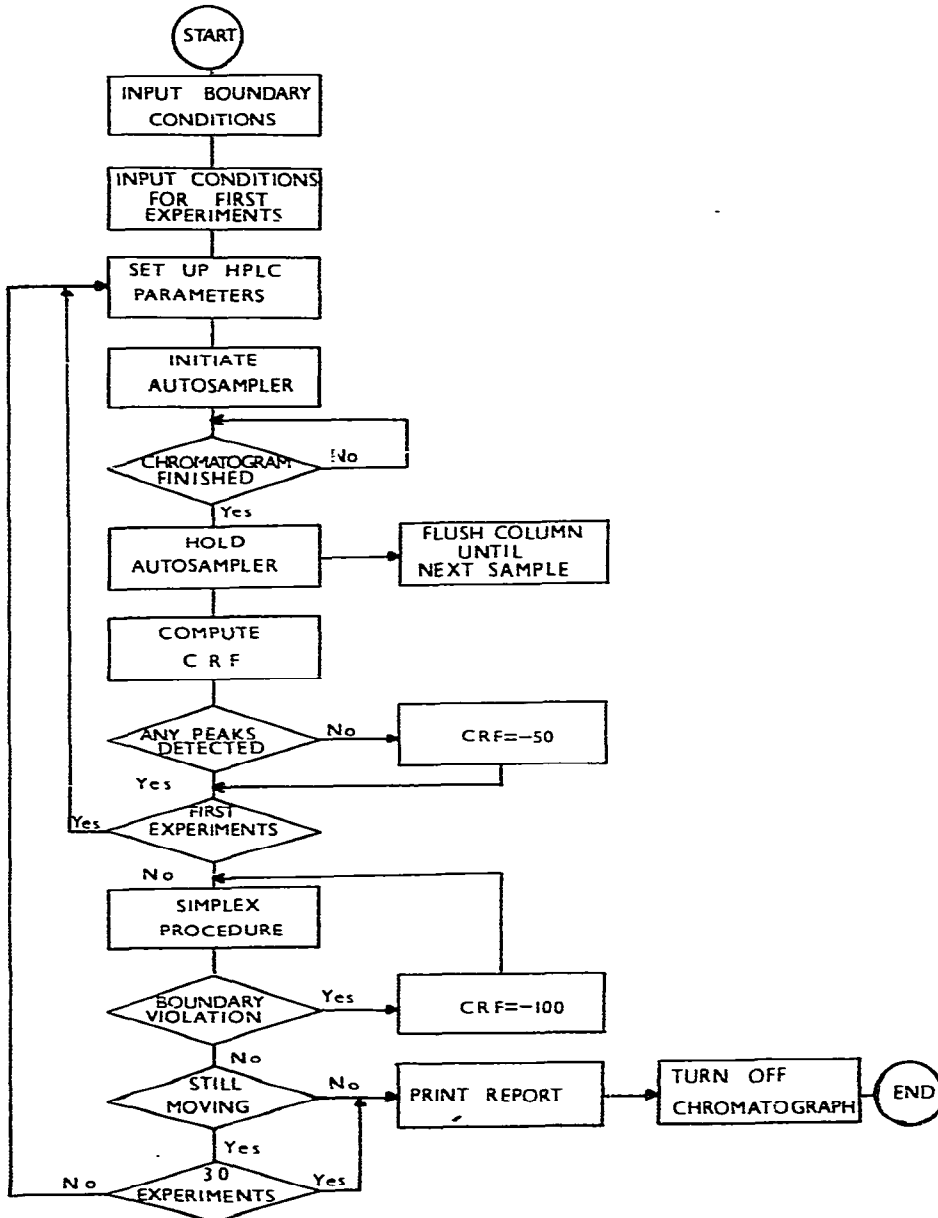 START
INPUT BOUNDARY
CONDITIONS
INPUT CONDITIONS
FOR FIRST
EXPERIMENTS
SET UP HPLC
PARAMETERS
INITIATE
AUTOSAMPLER
CHROMATOGRAM
FINISHED
No
Yes
HOLD
AUTOSAMPLER
FLUSH COLUMN
UNTIL
NEXT SAMPLE
COMPUTE
C R F
ANY PEAKS
DETECTED
No
CRF=-50
Yes
FIRST
EXPERIMENTS
Yes
No
SIMPLEX
PROCEDURE
BOUNDARY
VIOLATION
Yes
CRF=-100
No
STILL
MOVING
No
PRINT REPORT
TURN OFF
CHROMATOGRAPH
END
Yes
30
EXPERIMENTS
No
Yes